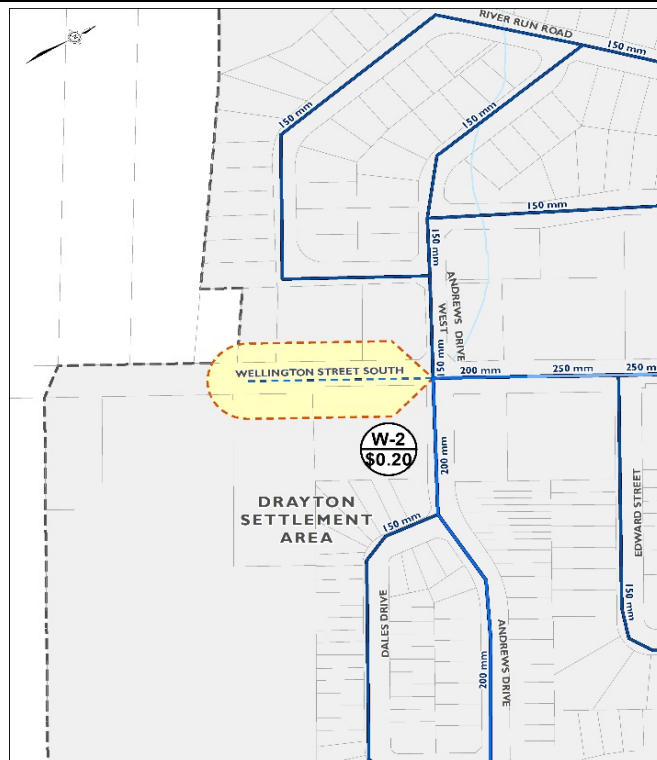 RIVER RUN ROAD
150 mm
150 mm
150 mm
150 mm
150 mm
ANDREWS DRIVE
WEST
150 mm
WELLINGTON STREET SOUTH
200 mm
250 mm
250 m
W-2
$0.20
200 mm
DRAYTON
SETTLEMENT
AREA
150 mm
EDWARD STREET
150 mm
DALES DRIVE
ANDREWS DRIVE
200 mm